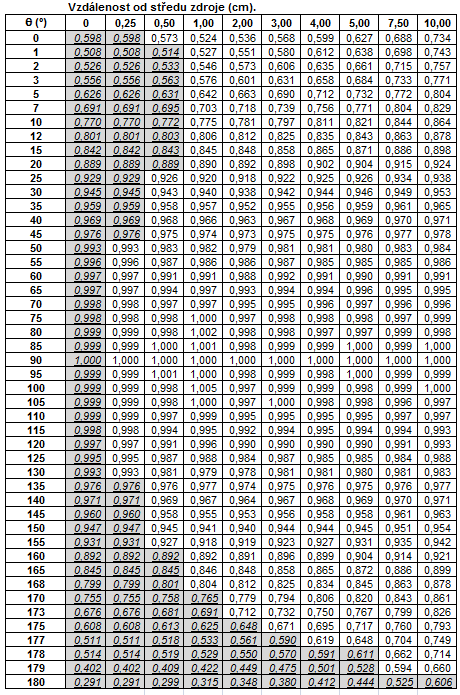 Vzdálenost od středu zdroje (cm).
θ (°) 0 0,25 0,50 1,00 2,00 3,00 4,00 5,00 7,50 10,00
0 0,598 0,598 0,573 0,524 0,536 0,568 0,599 0,627 0,688 0,734
1 0,508 0,508 0,514 0,527 0,551 0,580 0,612 0,638 0,698 0,743
2 0,526 0,526 0,533 0,546 0,573 0,606 0,635 0,661 0,715 0,757
3 0,556 0,556 0,563 0,576 0,601 0,631 0,658 0,684 0,733 0,771
5 0,626 0,626 0,631 0,642 0,663 0,690 0,712 0,732 0,772 0,804
7 0,691 0,691 0,695 0,703 0,718 0,739 0,756 0,771 0,804 0,829
10 0,770 0,770 0,772 0,775 0,781 0,797 0,811 0,821 0,844 0,864
12 0,801 0,801 0,803 0,806 0,812 0,825 0,835 0,843 0,863 0,878
15 0,842 0,842 0,843 0,845 0,848 0,858 0,865 0,871 0,886 0,898
20 0,889 0,889 0,889 0,890 0,892 0,898 0,902 0,904 0,915 0,924
25 0,929 0,929 0,926 0,920 0,918 0,922 0,925 0,926 0,934 0,938
30 0,945 0,945 0,943 0,940 0,938 0,942 0,944 0,946 0,949 0,953
35 0,959 0,959 0,958 0,957 0,952 0,955 0,956 0,959 0,961 0,965
40 0,969 0,969 0,968 0,966 0,963 0,967 0,968 0,969 0,970 0,971
45 0,976 0,976 0,975 0,974 0,973 0,975 0,975 0,976 0,977 0,978
50 0,993 0,993 0,983 0,982 0,979 0,981 0,981 0,980 0,983 0,984
55 0,996 0,996 0,987 0,986 0,986 0,987 0,985 0,985 0,985 0,986
60 0,997 0,997 0,991 0,991 0,988 0,992 0,991 0,990 0,991 0,991
65 0,997 0,997 0,994 0,997 0,993 0,994 0,994 0,996 0,995 0,995
70 0,998 0,998 0,997 0,997 0,995 0,995 0,996 0,997 0,996 0,996
75 0,998 0,998 0,998 1,000 0,997 0,998 0,998 0,998 0,997 0,999
80 0,999 0,999 0,998 1,002 0,998 0,998 0,999 0,997 0,997 0,999
85 0,999 0,999 1,000 1,001 0,998 0,999 0,999 1,000 0,999 1,000
90 1,000 1,000 1,000 1,000 1,000 1,000 1,000 1,000 1,000 1,000
95 0,999 0,999 1,001 1,000 0,998 0,999 0,998 1,000 0,999 0,999
100 0,999 0,999 0,998 1,005 0,997 0,999 0,999 0,999 0,999 1,000
105 0,999 0,999 0,998 1,000 0,997 1,000 0,998 0,998 0,996 0,997
110 0,999 0,999 0,997 0,999 0,995 0,995 0,995 0,995 0,997 0,997
115 0,998 0,998 0,994 0,995 0,992 0,994 0,995 0,994 0,994 0,993
120 0,997 0,997 0,991 0,996 0,990 0,990 0,990 0,990 0,991 0,993
125 0,995 0,995 0,987 0,988 0,984 0,987 0,985 0,985 0,984 0,988
130 0,993 0,993 0,981 0,979 0,978 0,981 0,981 0,980 0,981 0,983
135 0,976 0,976 0,976 0,977 0,974 0,975 0,976 0,975 0,976 0,977
140 0,971 0,971 0,969 0,967 0,964 0,967 0,968 0,969 0,970 0,971
145 0,960 0,960 0,958 0,955 0,953 0,956 0,958 0,958 0,961 0,963
150 0,947 0,947 0,945 0,941 0,940 0,944 0,944 0,945 0,951 0,954
155 0,931 0,931 0,927 0,918 0,919 0,923 0,927 0,931 0,935 0,942
160 0,892 0,892 0,892 0,892 0,891 0,896 0,899 0,904 0,914 0,921
165 0,845 0,845 0,845 0,846 0,848 0,858 0,865 0,872 0,886 0,899
168 0,799 0,799 0,801 0,804 0,812 0,825 0,834 0,845 0,863 0,878
170 0,755 0,755 0,758 0,765 0,779 0,794 0,806 0,820 0,843 0,861
173 0,676 0,676 0,681 0,691 0,712 0,732 0,750 0,767 0,799 0,826
175 0,608 0,608 0,613 0,625 0,648 0,671 0,695 0,717 0,760 0,793
177 0,511 0,511 0,518 0,533 0,561 0,590 0,619 0,648 0,704 0,749
178 0,514 0,514 0,519 0,529 0,550 0,570 0,591 0,611 0,662 0,714
179 0,402 0,402 0,409 0,422 0,449 0,475 0,501 0,528 0,594 0,660
180 0,291 0,291 0,299 0,315 0,348 0,380 0,412 0,444 0,525 0,606